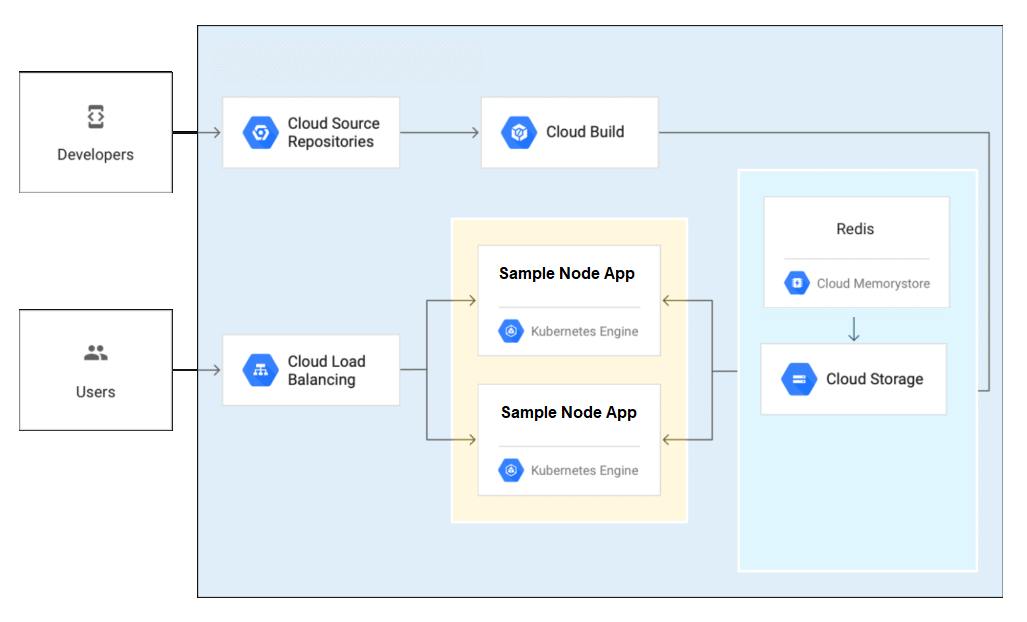 Developers
Cloud Source
Repositories
Cloud Build
Redis
Cloud Memorystore
Cloud Storage
Sample Node App
Kubernetes Engine
Sample Node App
Kubernetes Engine
Users
Cloud Load
Balancing